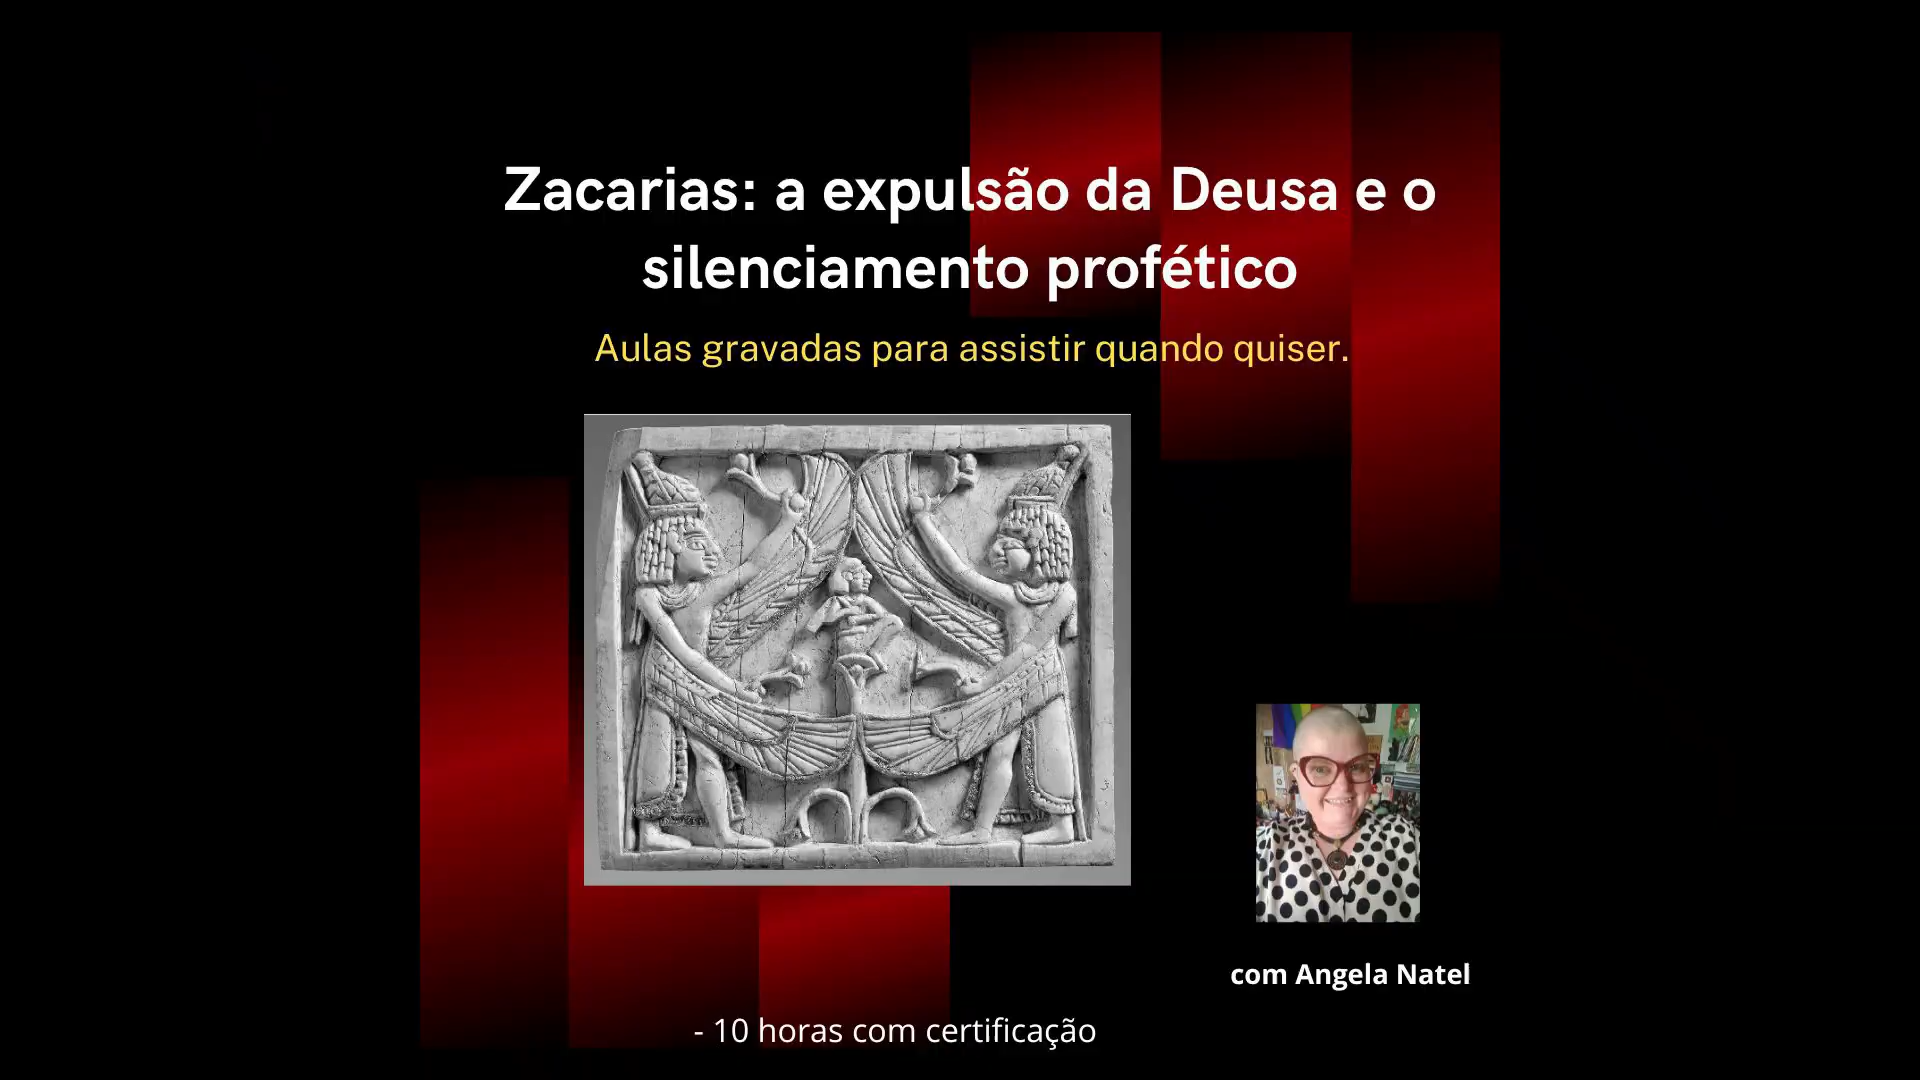 Zacarias: a expulsão da Deusa e o
silenciamento profético
Aulas gravadas para assistir quando quiser.
com Angela Natel
- 10 horas com certificação